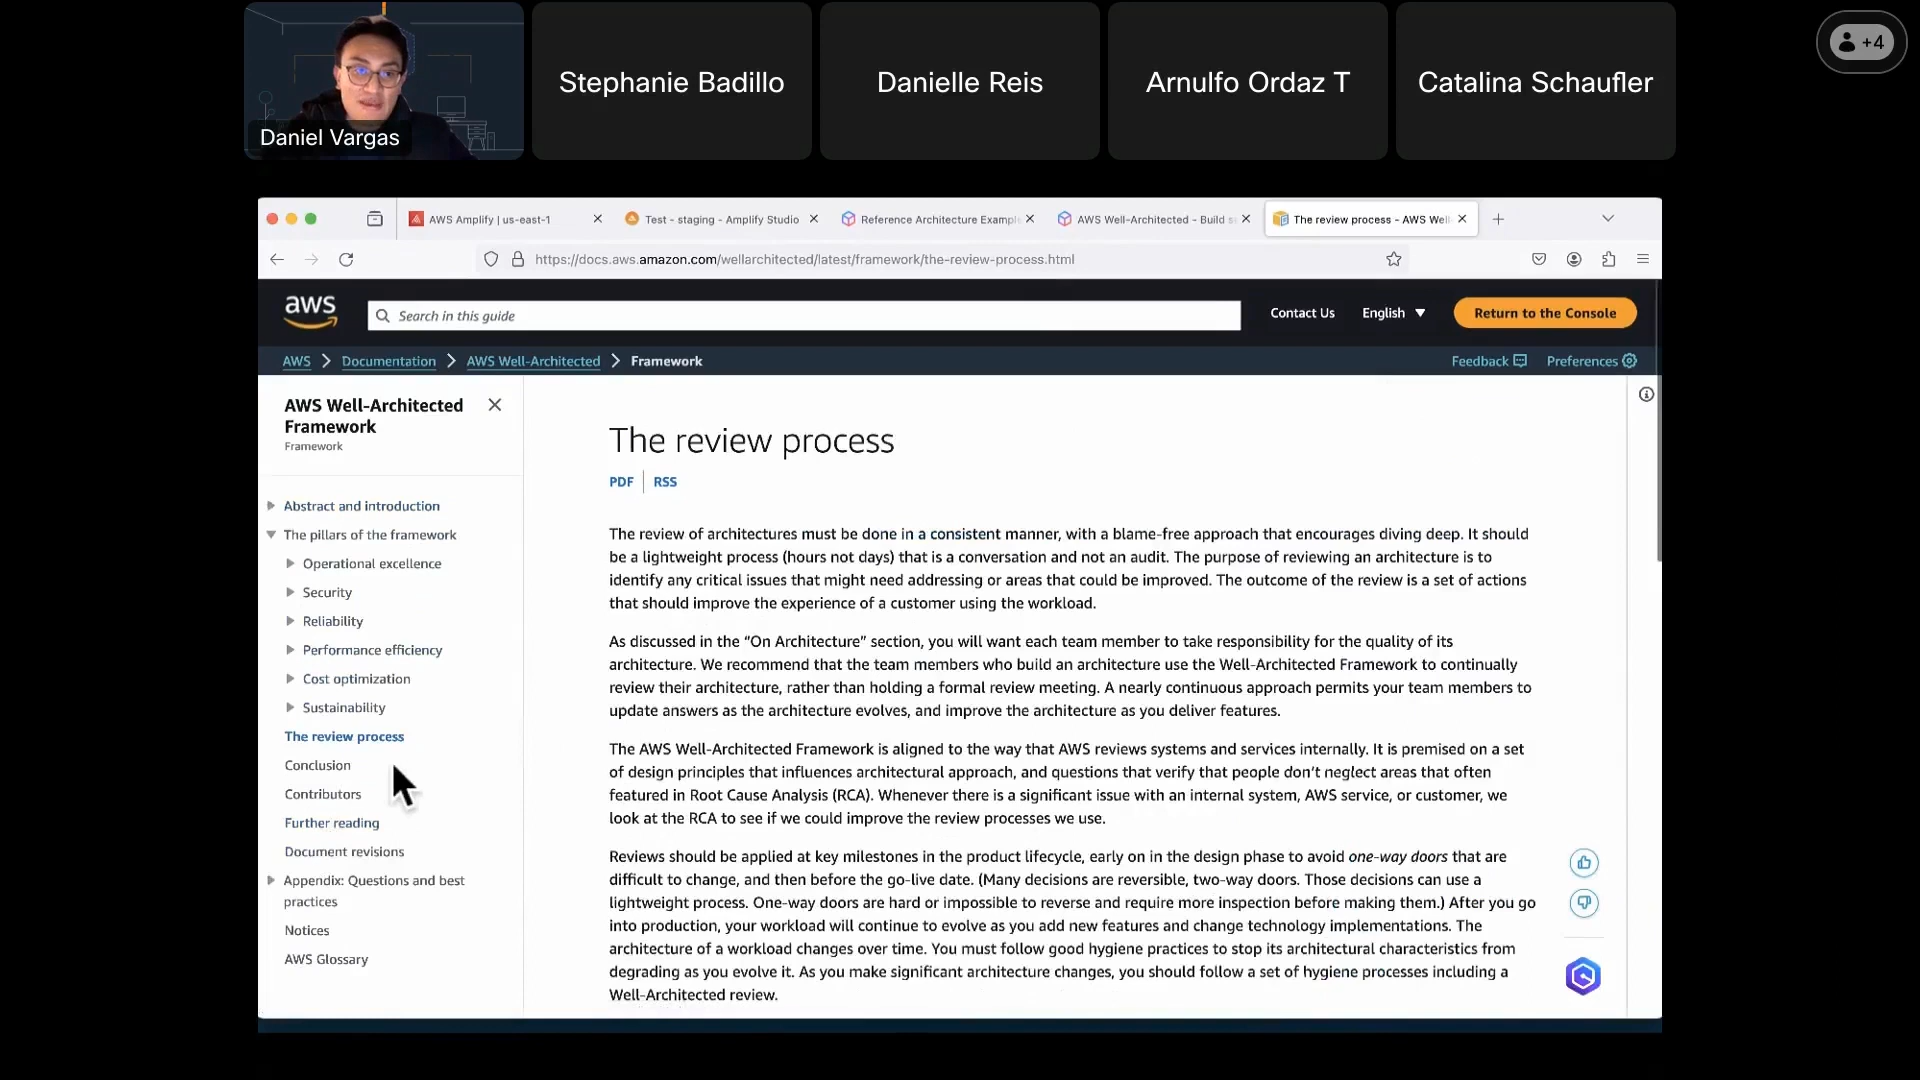 Daniel Vargas
Stephanie Badillo
Danielle Reis
Arnulfo Ordaz T
Catalina Schaufler
+4
AWS Amplify | us-east-1
Test - staging - Amplify Studio
Reference Architecture Example
AWS Well-Architected - Build s
The review process - AWS Well
https://docs.aws.amazon.com/wellarchitected/latest/framework/the-review-process.html
aws
Search in this guide
Contact Us
English
Return to the Console
AWS
Documentation
AWS Well-Architected
Framework
Feedback
Preferences
AWS Well-Architected
Framework
Framework
Abstract and introduction
The pillars of the framework
Operational excellence
Security
Reliability
Performance efficiency
Cost optimization
Sustainability
The review process
Conclusion
Contributors
Further reading
Document revisions
Appendix: Questions and best
practices
Notices
AWS Glossary
The review process
PDF
RSS
The review of architectures must be done in a consistent manner, with a blame-free approach that encourages diving deep. It should
be a lightweight process (hours not days) that is a conversation and not an audit. The purpose of reviewing an architecture is to
identify any critical issues that might need addressing or areas that could be improved. The outcome of the review is a set of actions
that should improve the experience of a customer using the workload.
As discussed in the “On Architecture” section, you will want each team member to take responsibility for the quality of its
architecture. We recommend that the team members who build an architecture use the Well-Architected Framework to continually
review their architecture, rather than holding a formal review meeting. A nearly continuous approach permits your team members to
update answers as the architecture evolves, and improve the architecture as you deliver features.
The AWS Well-Architected Framework is aligned to the way that AWS reviews systems and services internally. It is premised on a set
of design principles that influences architectural approach, and questions that verify that people don’t neglect areas that often
featured in Root Cause Analysis (RCA). Whenever there is a significant issue with an internal system, AWS service, or customer, we
look at the RCA to see if we could improve the review processes we use.
Reviews should be applied at key milestones in the product lifecycle, early on in the design phase to avoid one-way doors that are
difficult to change, and then before the go-live date. (Many decisions are reversible, two-way doors. Those decisions can use a
lightweight process. One-way doors are hard or impossible to reverse and require more inspection before making them.) After you go
into production, your workload will continue to evolve as you add new features and change technology implementations. The
architecture of a workload changes over time. You must follow good hygiene practices to stop its architectural characteristics from
degrading as you evolve it. As you make significant architecture changes, you should follow a set of hygiene processes including a
Well-Architected review.